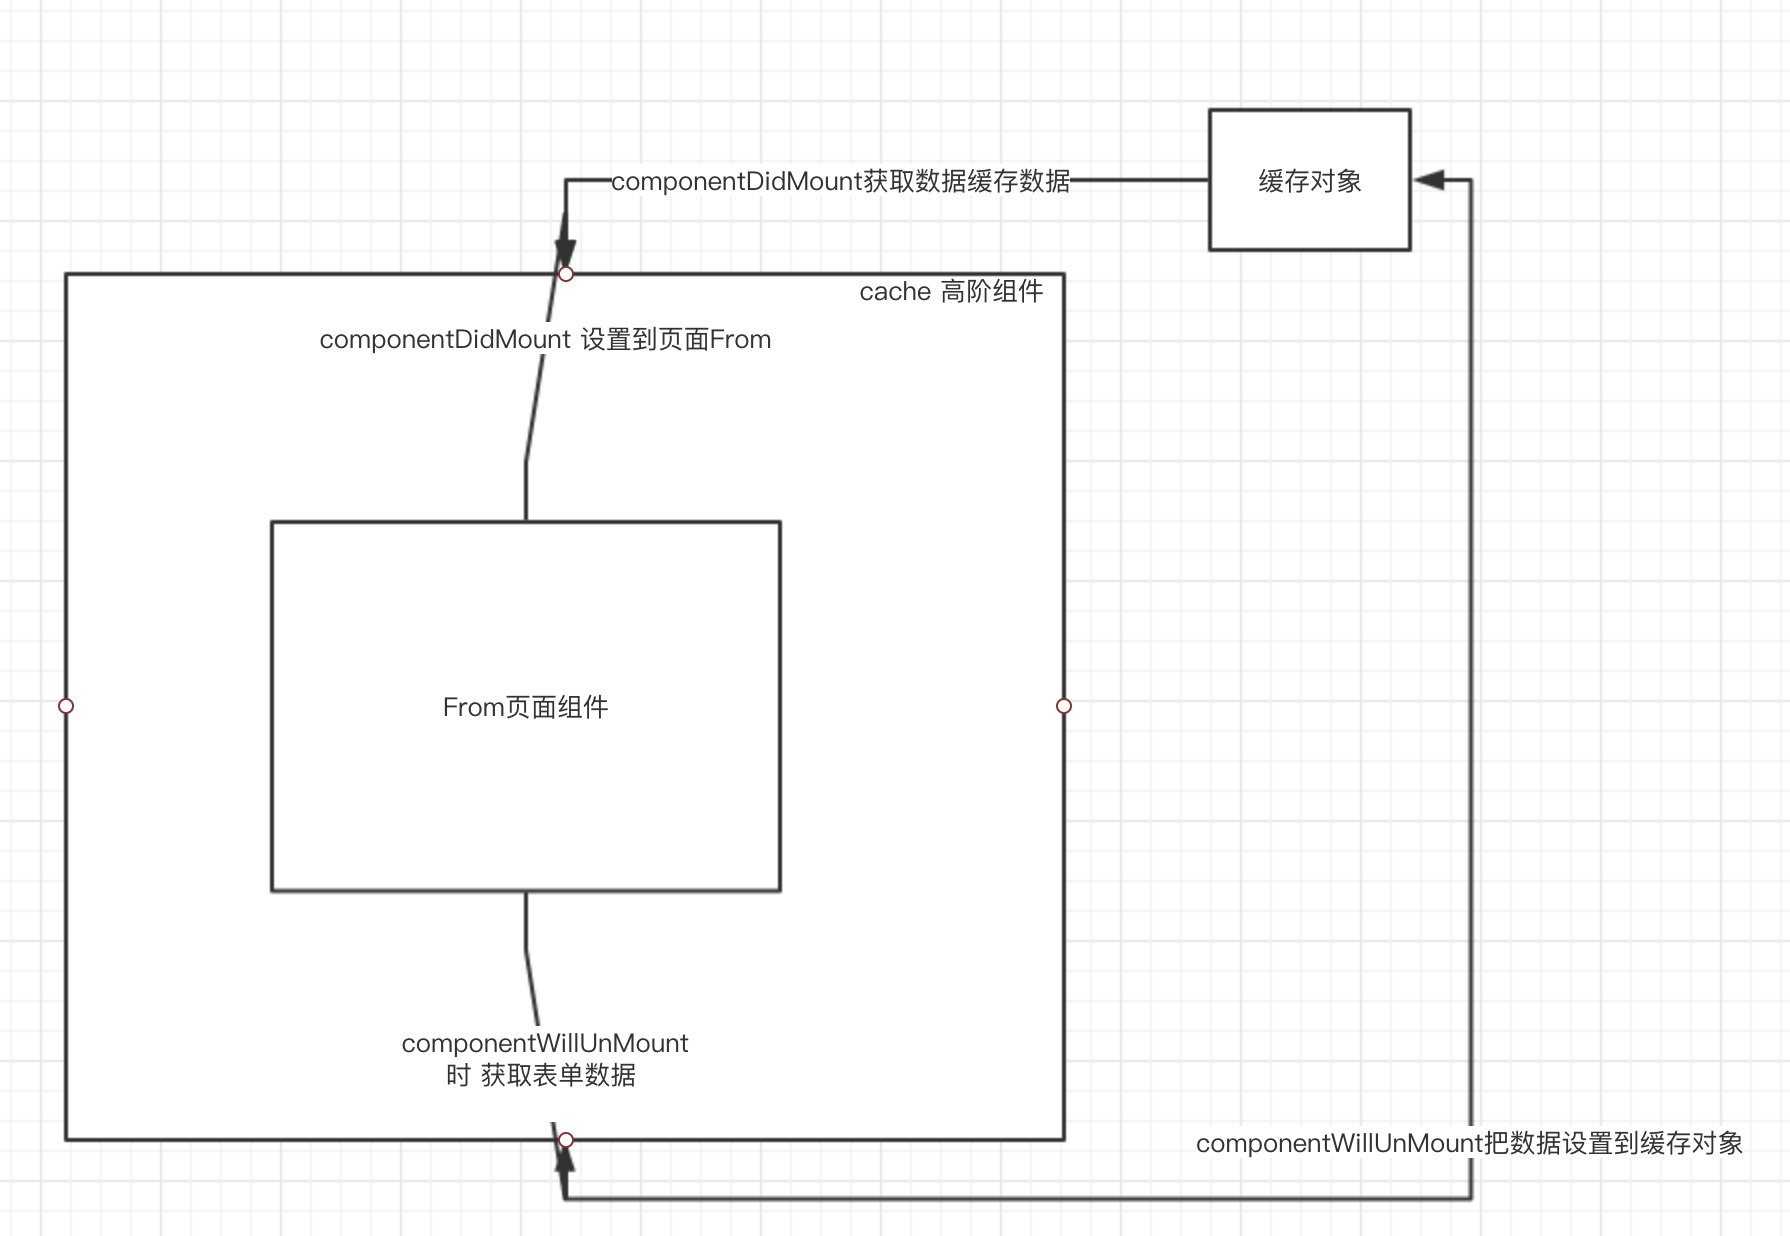 componentDidMount获取数据缓存数据
缓存对象
cache 高阶组件
componentDidMount 设置到页面From
From页面组件
componentWillUnMount
时 获取表单数据
componentWillUnMount把数据设置到缓存对象